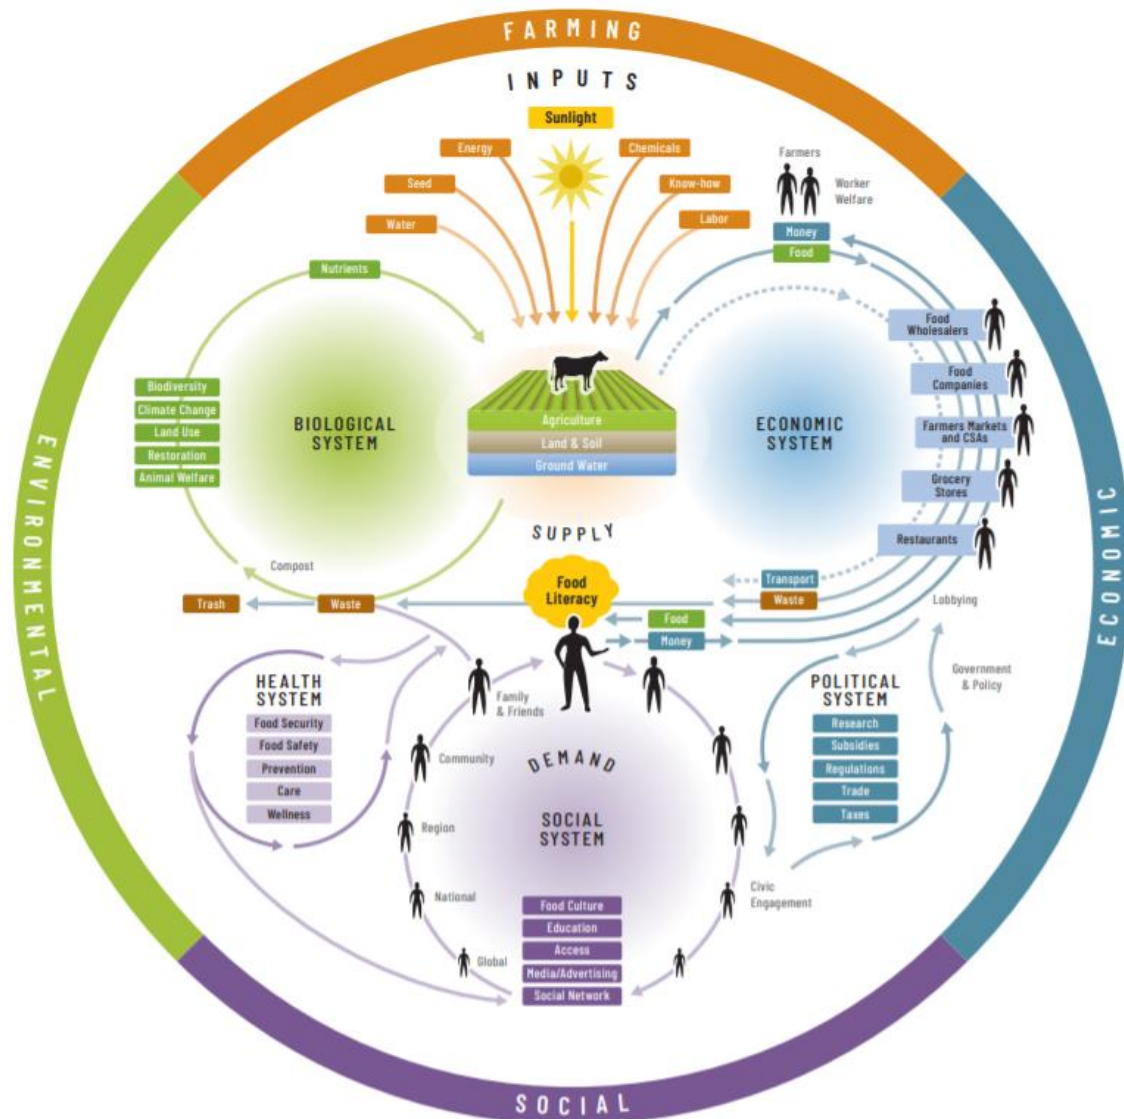 FARMING
INPUTS
Sunlight
Energy
Chemicals
Seed
Know-how
Water
Labor
Farmers
Worker
Welfare
Money
Food
Nutrients
Food
Wholesalers
Food
Companies
Farmers Markets
and CSAs
Grocery
Stores
Restaurants
Biodiversity
Climate Change
Land Use
Restoration
Animal Welfare
BIOLOGICAL
SYSTEM
Agriculture
Land & Soil
Ground Water
ECONOMIC
SYSTEM
ENVIRONMENTAL
ECONOMIC
SUPPLY
Compost
Food
Literacy
Transport
Waste
Trash
Waste
Food
Money
Lobbying
Government
& Policy
HEALTH
SYSTEM
Food Security
Food Safety
Prevention
Care
Wellness
Family
& Friends
Community
Region
National
Global
DEMAND
SOCIAL
SYSTEM
Food Culture
Education
Access
Media/Advertising
Social Network
POLITICAL
SYSTEM
Research
Subsidies
Regulations
Trade
Taxes
Civic
Engagement
SOCIAL